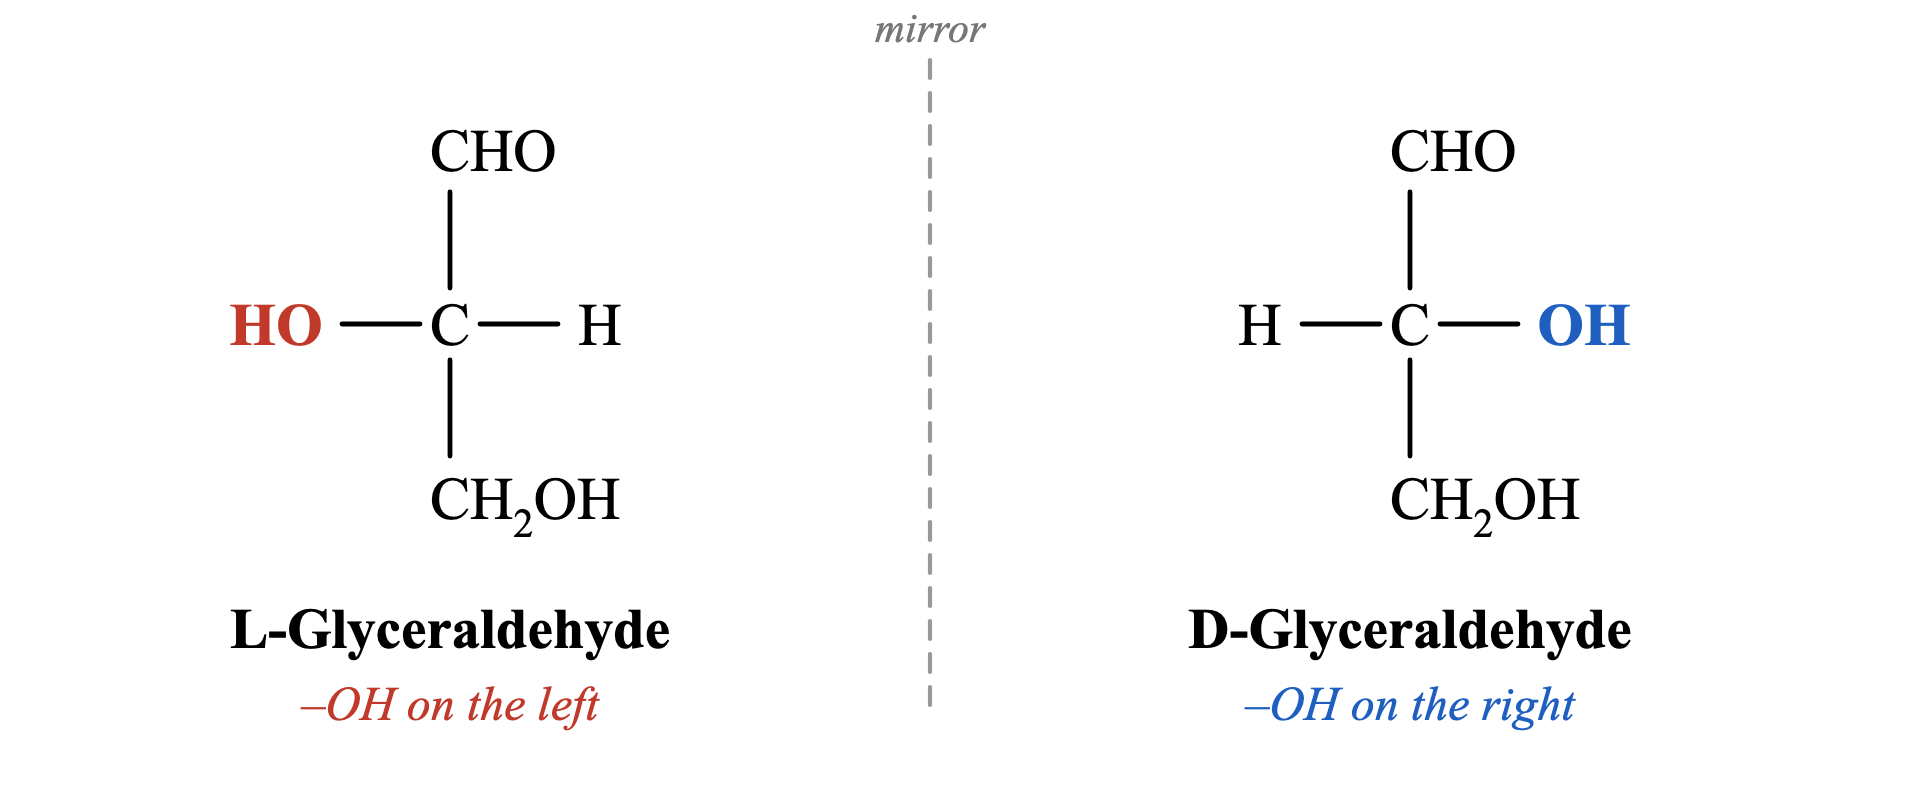 mirror
CHO CHO
HO C H H C OH
CH₂OH CH₂OH
L-Glyceraldehyde D-Glyceraldehyde
–OH on the left –OH on the right